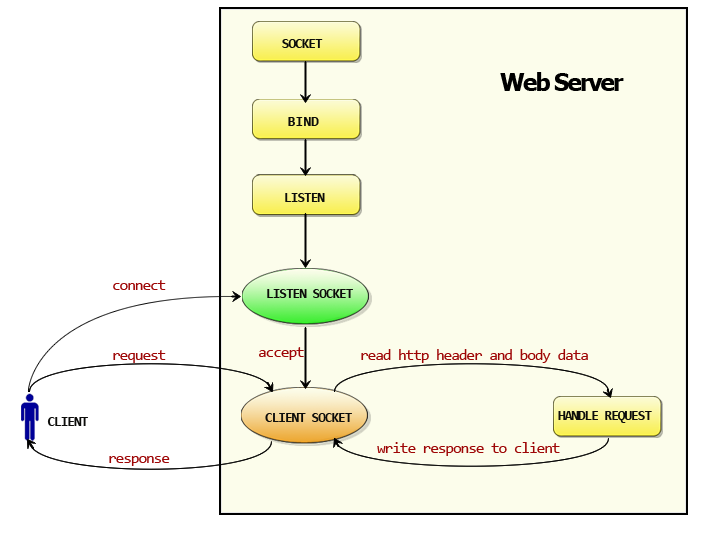 SOCKET
Web Server
BIND
LISTEN
connect
LISTEN SOCKET
accept
request
read http header and body data
CLIENT
CLIENT SOCKET
HANDLE REQUEST
response
write response to client